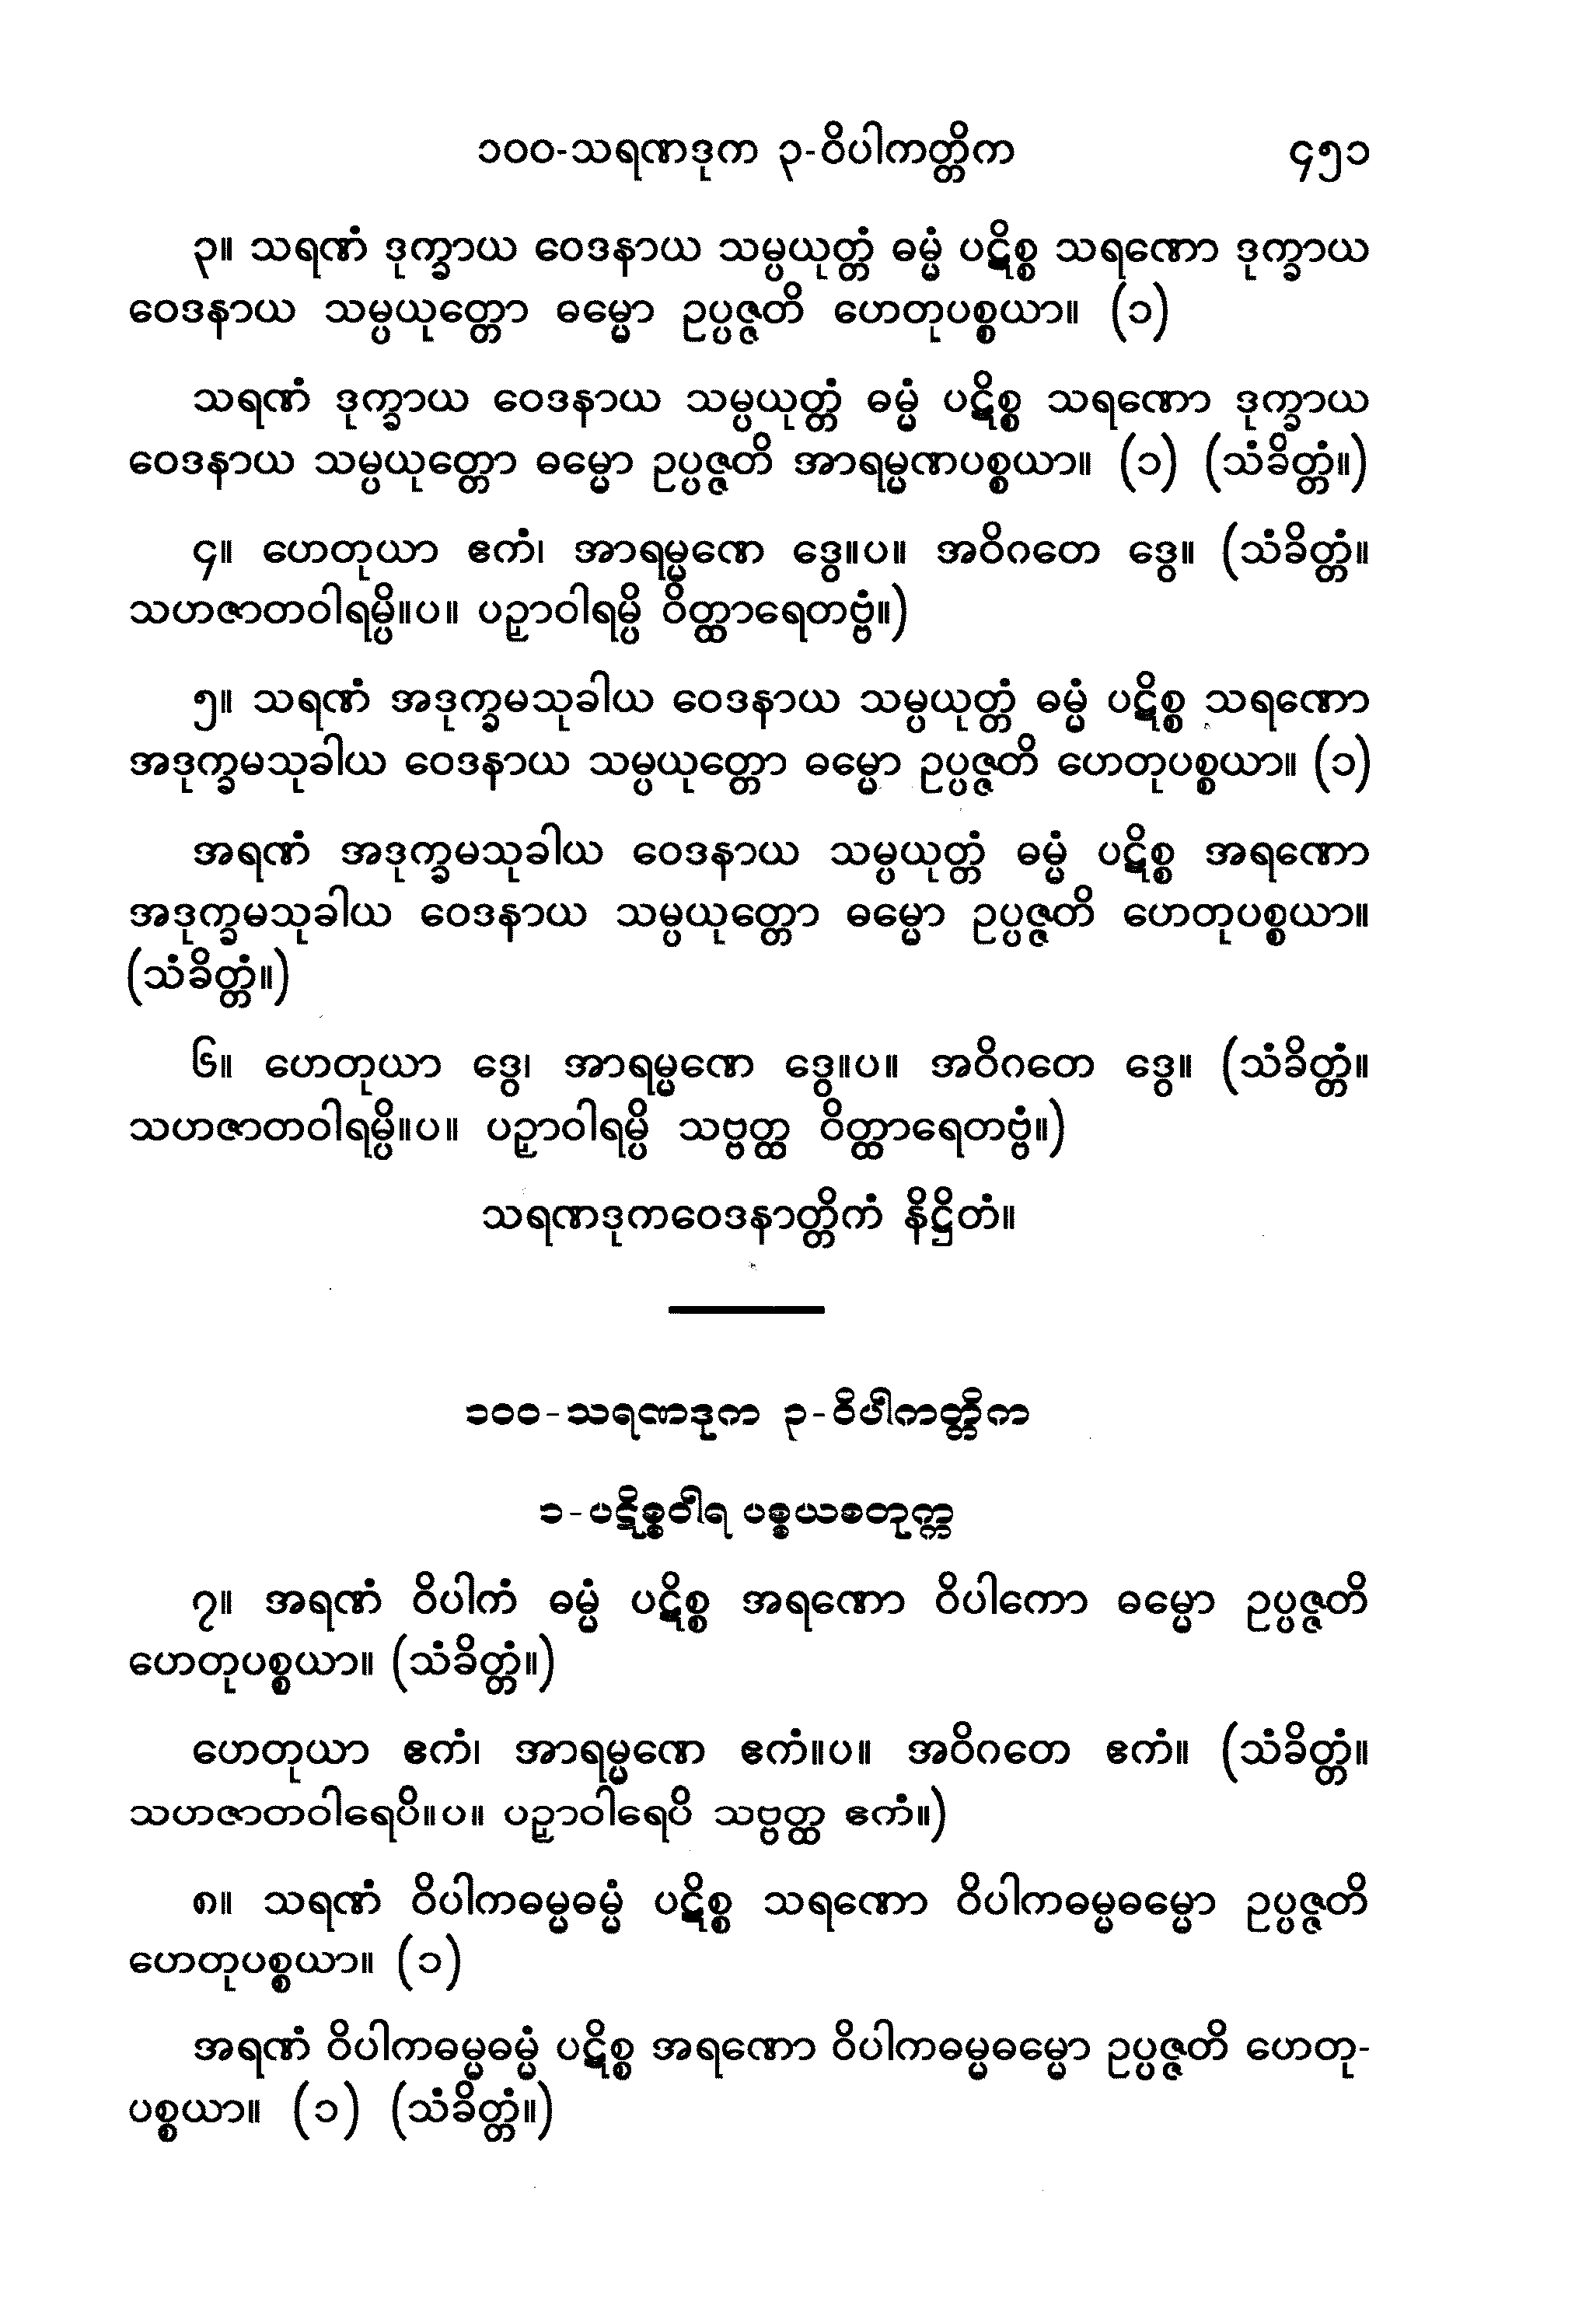 ၁၀၀-သရဏဒုက ၃-ဝိပါကတ္တိက ၄၅၁
၃။ သရဏံ ဒုက္ခာယ ဝေဒနာယ သမ္ပယုတ္တံ ဓမ္မံ ပဋိစ္စ သရဏော ဒုက္ခာယ
ဝေဒနာယ သမ္ပယုတ္တော ဓမ္မော ဥပ္ပဇ္ဇတိ ဟေတုပစ္စယာ။ (၁)
သရဏံ ဒုက္ခာယ ဝေဒနာယ သမ္ပယုတ္တံ ဓမ္မံ ပဋိစ္စ သရဏော ဒုက္ခာယ
ဝေဒနာယ သမ္ပယုတ္တော ဓမ္မော ဥပ္ပဇ္ဇတိ အာရမ္မဏပစ္စယာ။ (၁) (သံခိတ္တံ။)
၄။ ဟေတုယာ ဧကံ၊ အာရမ္မဏေ ဒွေ။ပ။ အဝိဂတေ ဒွေ။ (သံခိတ္တံ။
သဟဇာတဝါရမ္ပိ။ပ။ ပဉှာဝါရမ္ပိ ဝိတ္ထာရေတဗ္ဗံ။)
၅။ သရဏံ အဒုက္ခမသုခါယ ဝေဒနာယ သမ္ပယုတ္တံ ဓမ္မံ ပဋိစ္စ သရဏော
အဒုက္ခမသုခါယ ဝေဒနာယ သမ္ပယုတ္တော ဓမ္မော ဥပ္ပဇ္ဇတိ ဟေတုပစ္စယာ။ (၁)
အရဏံ အဒုက္ခမသုခါယ ဝေဒနာယ သမ္ပယုတ္တံ ဓမ္မံ ပဋိစ္စ အရဏော
အဒုက္ခမသုခါယ ဝေဒနာယ သမ္ပယုတ္တော ဓမ္မော ဥပ္ပဇ္ဇတိ ဟေတုပစ္စယာ။
(သံခိတ္တံ။)
၆။ ဟေတုယာ ဒွေ၊ အာရမ္မဏေ ဒွေ။ပ။ အဝိဂတေ ဒွေ။ (သံခိတ္တံ။
သဟဇာတဝါရမ္ပိ။ပ။ ပဉှာဝါရမ္ပိ သဗ္ဗတ္ထ ဝိတ္ထာရေတဗ္ဗံ။)
သရဏဒုကဝေဒနာတ္တိကံ နိဋ္ဌိတံ။
၁၀၀-သရဏဒုက ၃-ဝိပါကတ္တိက
၁-ပဋိစ္စဝါရ ပစ္စယစတုက္က
၇။ အရဏံ ဝိပါကံ ဓမ္မံ ပဋိစ္စ အရဏော ဝိပါကော ဓမ္မော ဥပ္ပဇ္ဇတိ
ဟေတုပစ္စယာ။ (သံခိတ္တံ။)
ဟေတုယာ ဧကံ၊ အာရမ္မဏေ ဧကံ။ပ။ အဝိဂတေ ဧကံ။ (သံခိတ္တံ။
သဟဇာတဝါရေပိ။ပ။ ပဉှာဝါရေပိ သဗ္ဗတ္ထ ဧကံ။)
၈။ သရဏံ ဝိပါကဓမ္မဓမ္မံ ပဋိစ္စ သရဏော ဝိပါကဓမ္မဓမ္မော ဥပ္ပဇ္ဇတိ
ဟေတုပစ္စယာ။ (၁)
အရဏံ ဝိပါကဓမ္မဓမ္မံ ပဋိစ္စ အရဏော ဝိပါကဓမ္မဓမ္မော ဥပ္ပဇ္ဇတိ ဟေတု-
ပစ္စယာ။ (၁) (သံခိတ္တံ။)